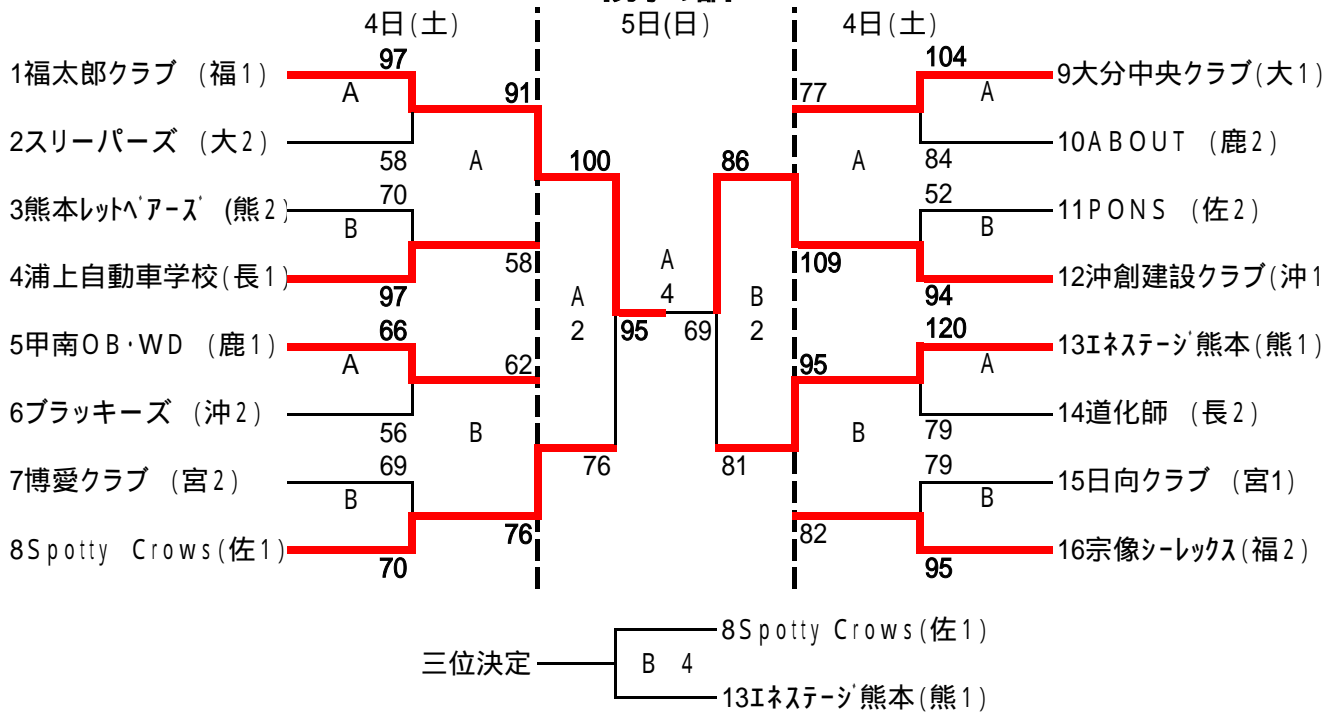 4日(土)
5日(日)
4日(土)
97
104
1福太郎クラブ (福1)
9大分中央クラブ(大1)
A
91
77
A
2スリーパーズ (大2)
10ABOUT (鹿2)
58
A
100
86
A
84
70
52
3熊本レットベアーズ (熊2)
11PONS (佐2)
B
B
58
A
4
109
4浦上自動車学校(長1)
12沖創建設クラブ(沖1
97
94
A
2
B
2
66
95
69
120
5甲南OB・WD (鹿1)
13エネステージ熊本(熊1)
A
62
95
A
6ブラッキーズ (沖2)
14道化師 (長2)
56
B
B
79
69
76
81
79
7博愛クラブ (宮2)
15日向クラブ (宮1)
B
B
76
82
8Spotty Crows(佐1)
16宗像シーレックス(福2)
70
95
8Spotty Crows(佐1)
三位決定
B 4
13エネステージ熊本(熊1)